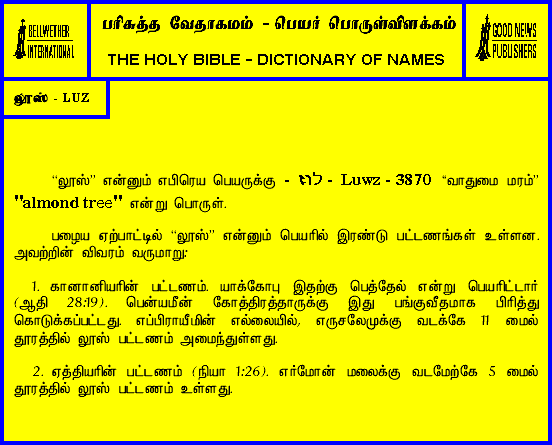 BELLWETHER
INTERNATIONAL
பரிசுத்த வேதாகமம் - பெயர் பொருள்விளக்கம்
THE HOLY BIBLE - DICTIONARY OF NAMES
GOOD NEWS
PUBLISHERS
லூஸ் - LUZ
“லூஸ்” என்னும் எபிரெய பெயருக்கு - לוז - Luwz - 3870 “வாதுமை மரம்”
"almond tree" என்று பொருள்.
பழைய ஏற்பாட்டில் “லூஸ்” என்னும் பெயரில் இரண்டு பட்டணங்கள் உள்ளன.
அவற்றின் விவரம் வருமாறு:
1. கானானியரின் பட்டணம். யாக்கோபு இதற்கு பெத்தேல் என்று பெயரிட்டார்
(ஆதி 28:19). பென்யமீன் கோத்திரத்தாருக்கு இது பங்குவீதமாக பிரித்து
கொடுக்கப்பட்டது. எப்பிராயீமின் எல்லையில், எருசலேமுக்கு வடக்கே 11 மைல்
தூரத்தில் லூஸ் பட்டணம் அமைந்துள்ளது.
2. ஏத்தியரின் பட்டணம் (நியா 1:26). எர்மோன் மலைக்கு வடமேற்கே 5 மைல்
தூரத்தில் லூஸ் பட்டணம் உள்ளது.